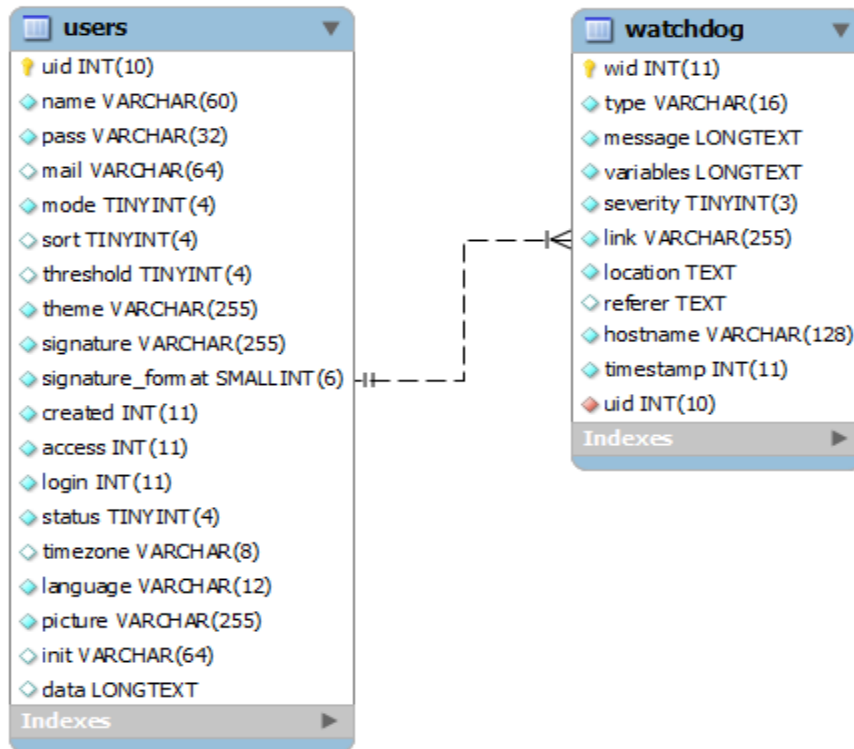 users
uid INT(10)
name VARCHAR(60)
pass VARCHAR(32)
mail VARCHAR(64)
mode TINYINT(4)
sort TINYINT(4)
threshold TINYINT(4)
theme VARCHAR(255)
signature VARCHAR(255)
signature_format SMALLINT(6)
created INT(11)
access INT(11)
login INT(11)
status TINYINT(4)
timezone VARCHAR(8)
language VARCHAR(12)
picture VARCHAR(255)
init VARCHAR(64)
data LONGTEXT
Indexes
watchdog
wid INT(11)
type VARCHAR(16)
message LONGTEXT
variables LONGTEXT
severity TINYINT(3)
link VARCHAR(255)
location TEXT
referer TEXT
hostname VARCHAR(128)
timestamp INT(11)
uid INT(10)
Indexes